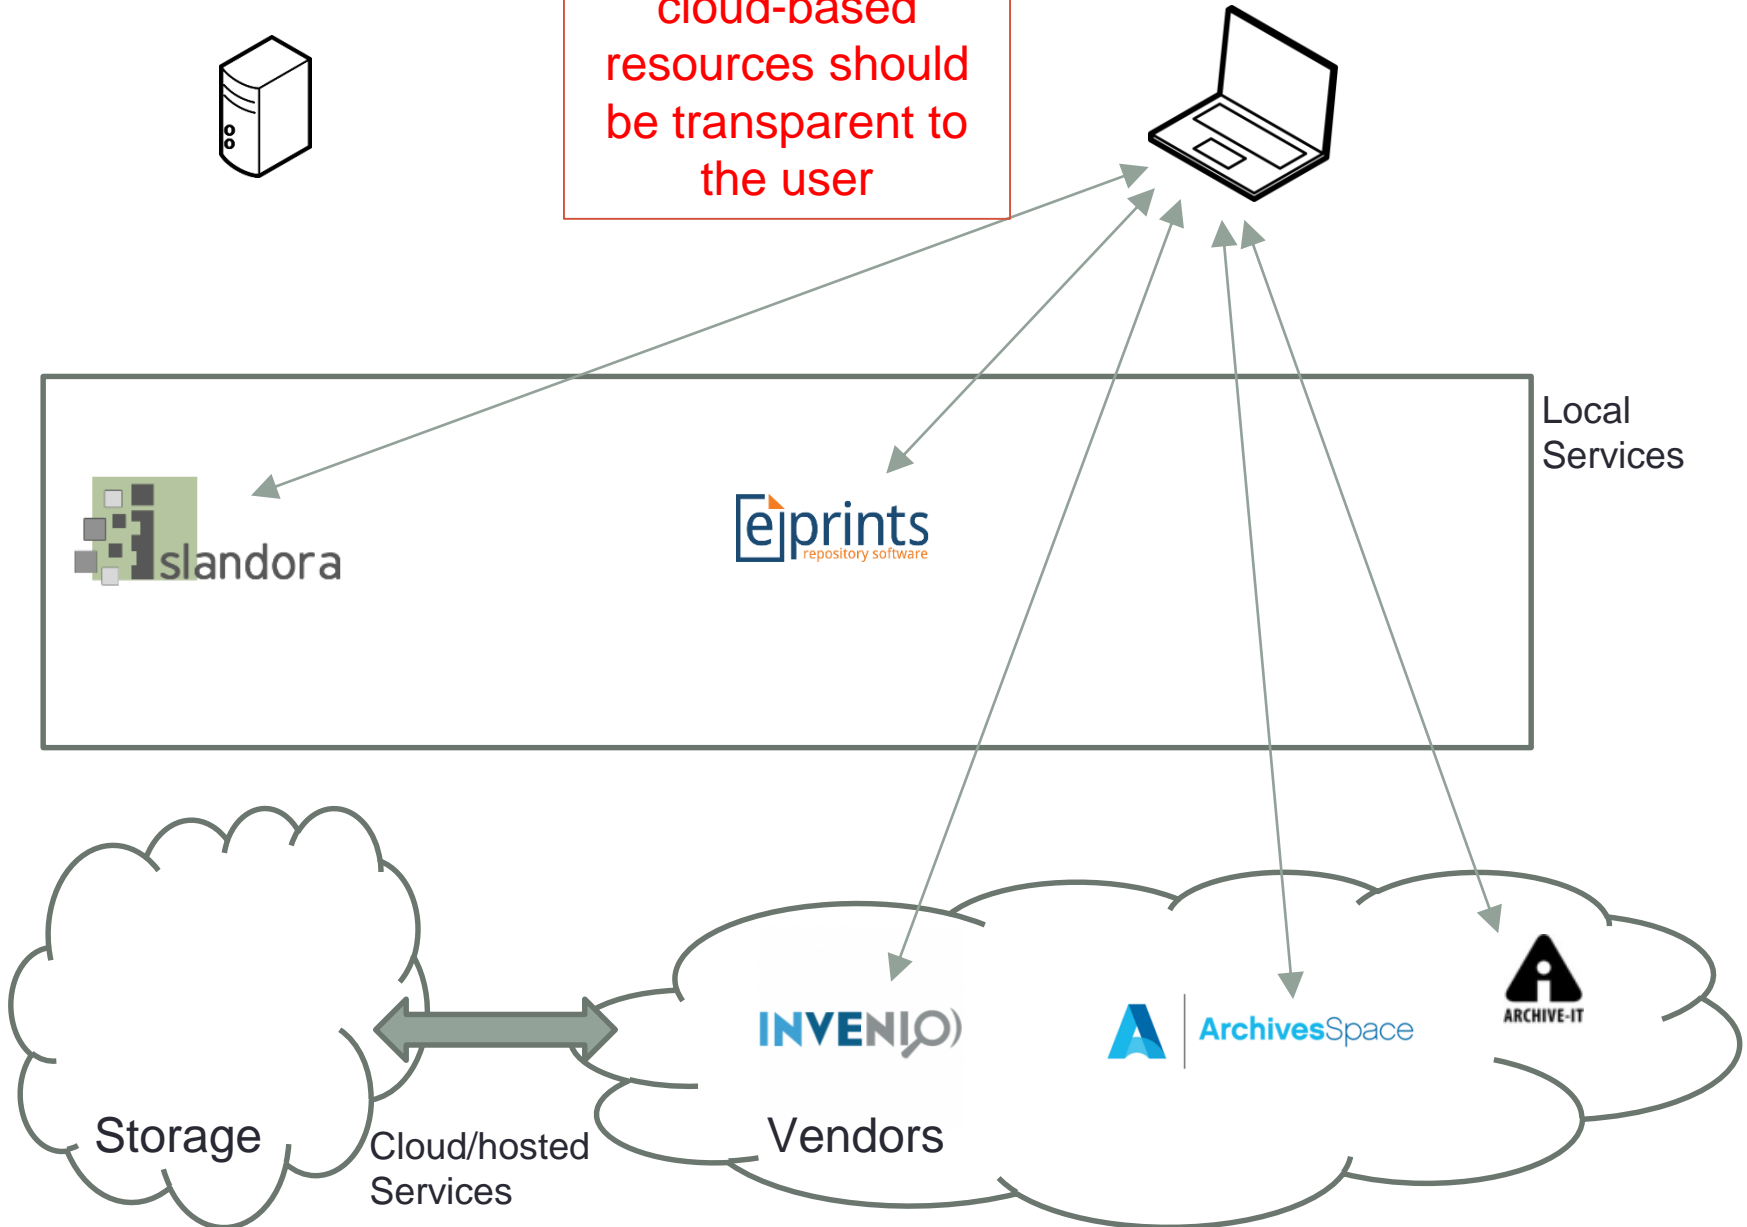 cloud-based
resources should
be transparent to
the user
Local
Services
slandora
eprints
repository software
INVENIO
ArchivesSpace
ARCHIVE-IT
Storage
Cloud/hosted
Services
Vendors